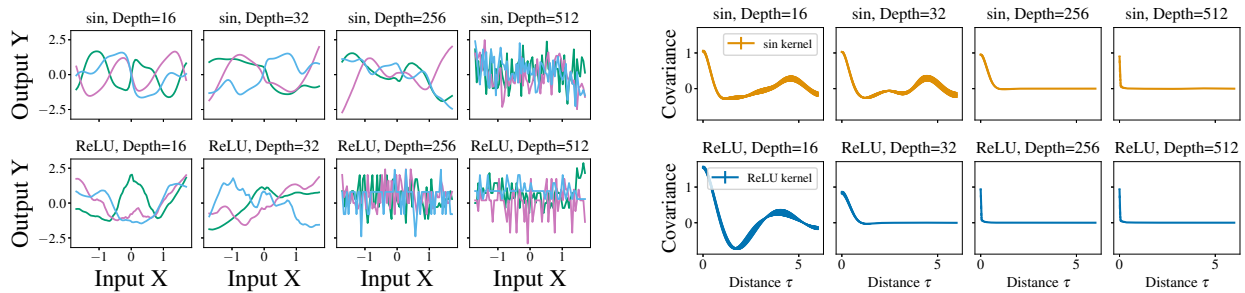 sin, Depth=16
sin, Depth=32
sin, Depth=256
sin, Depth=512
Output Y
2.5
0.0
−2.5
ReLU, Depth=16
ReLU, Depth=32
ReLU, Depth=256
ReLU, Depth=512
Output Y
2.5
0.0
−2.5
−1 0 1
−1 0 1
−1 0 1
−1 0 1
Input X
Input X
Input X
Input X
sin, Depth=16
sin, Depth=32
sin, Depth=256
sin, Depth=512
Covariance
1
0
sin kernel
ReLU, Depth=16
ReLU, Depth=32
ReLU, Depth=256
ReLU, Depth=512
Covariance
1
0
ReLU kernel
0 5
0 5
0 5
0 5
Distance τ
Distance τ
Distance τ
Distance τ